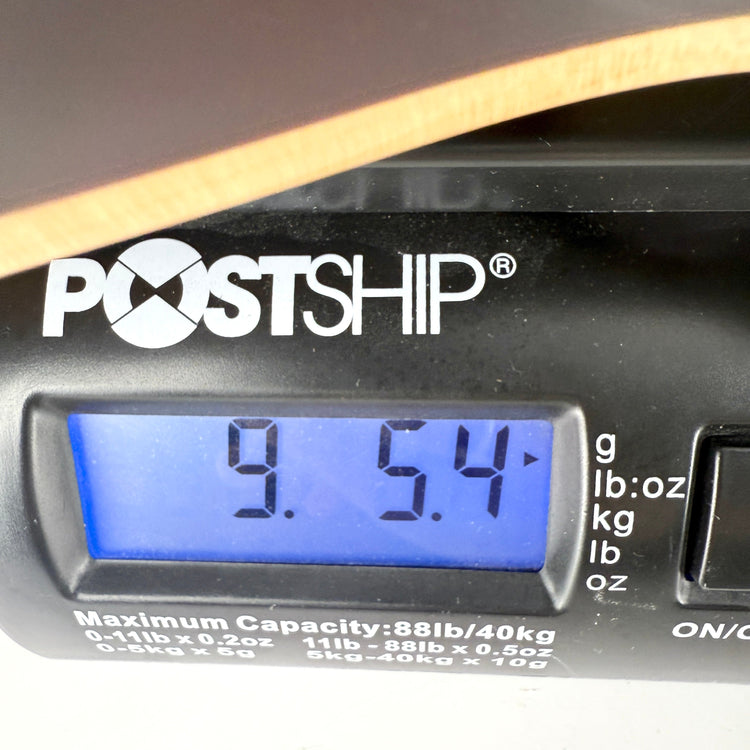 POSTSHIP®
9. 5.4
g
lb:oz
kg
lb
oz
Maximum Capacity:88lb/40kg
0-11lb x 0.2oz 11lb - 88lb x 0.5oz
0-5kg x 5g 5kg-40kg x 10g
ON/O